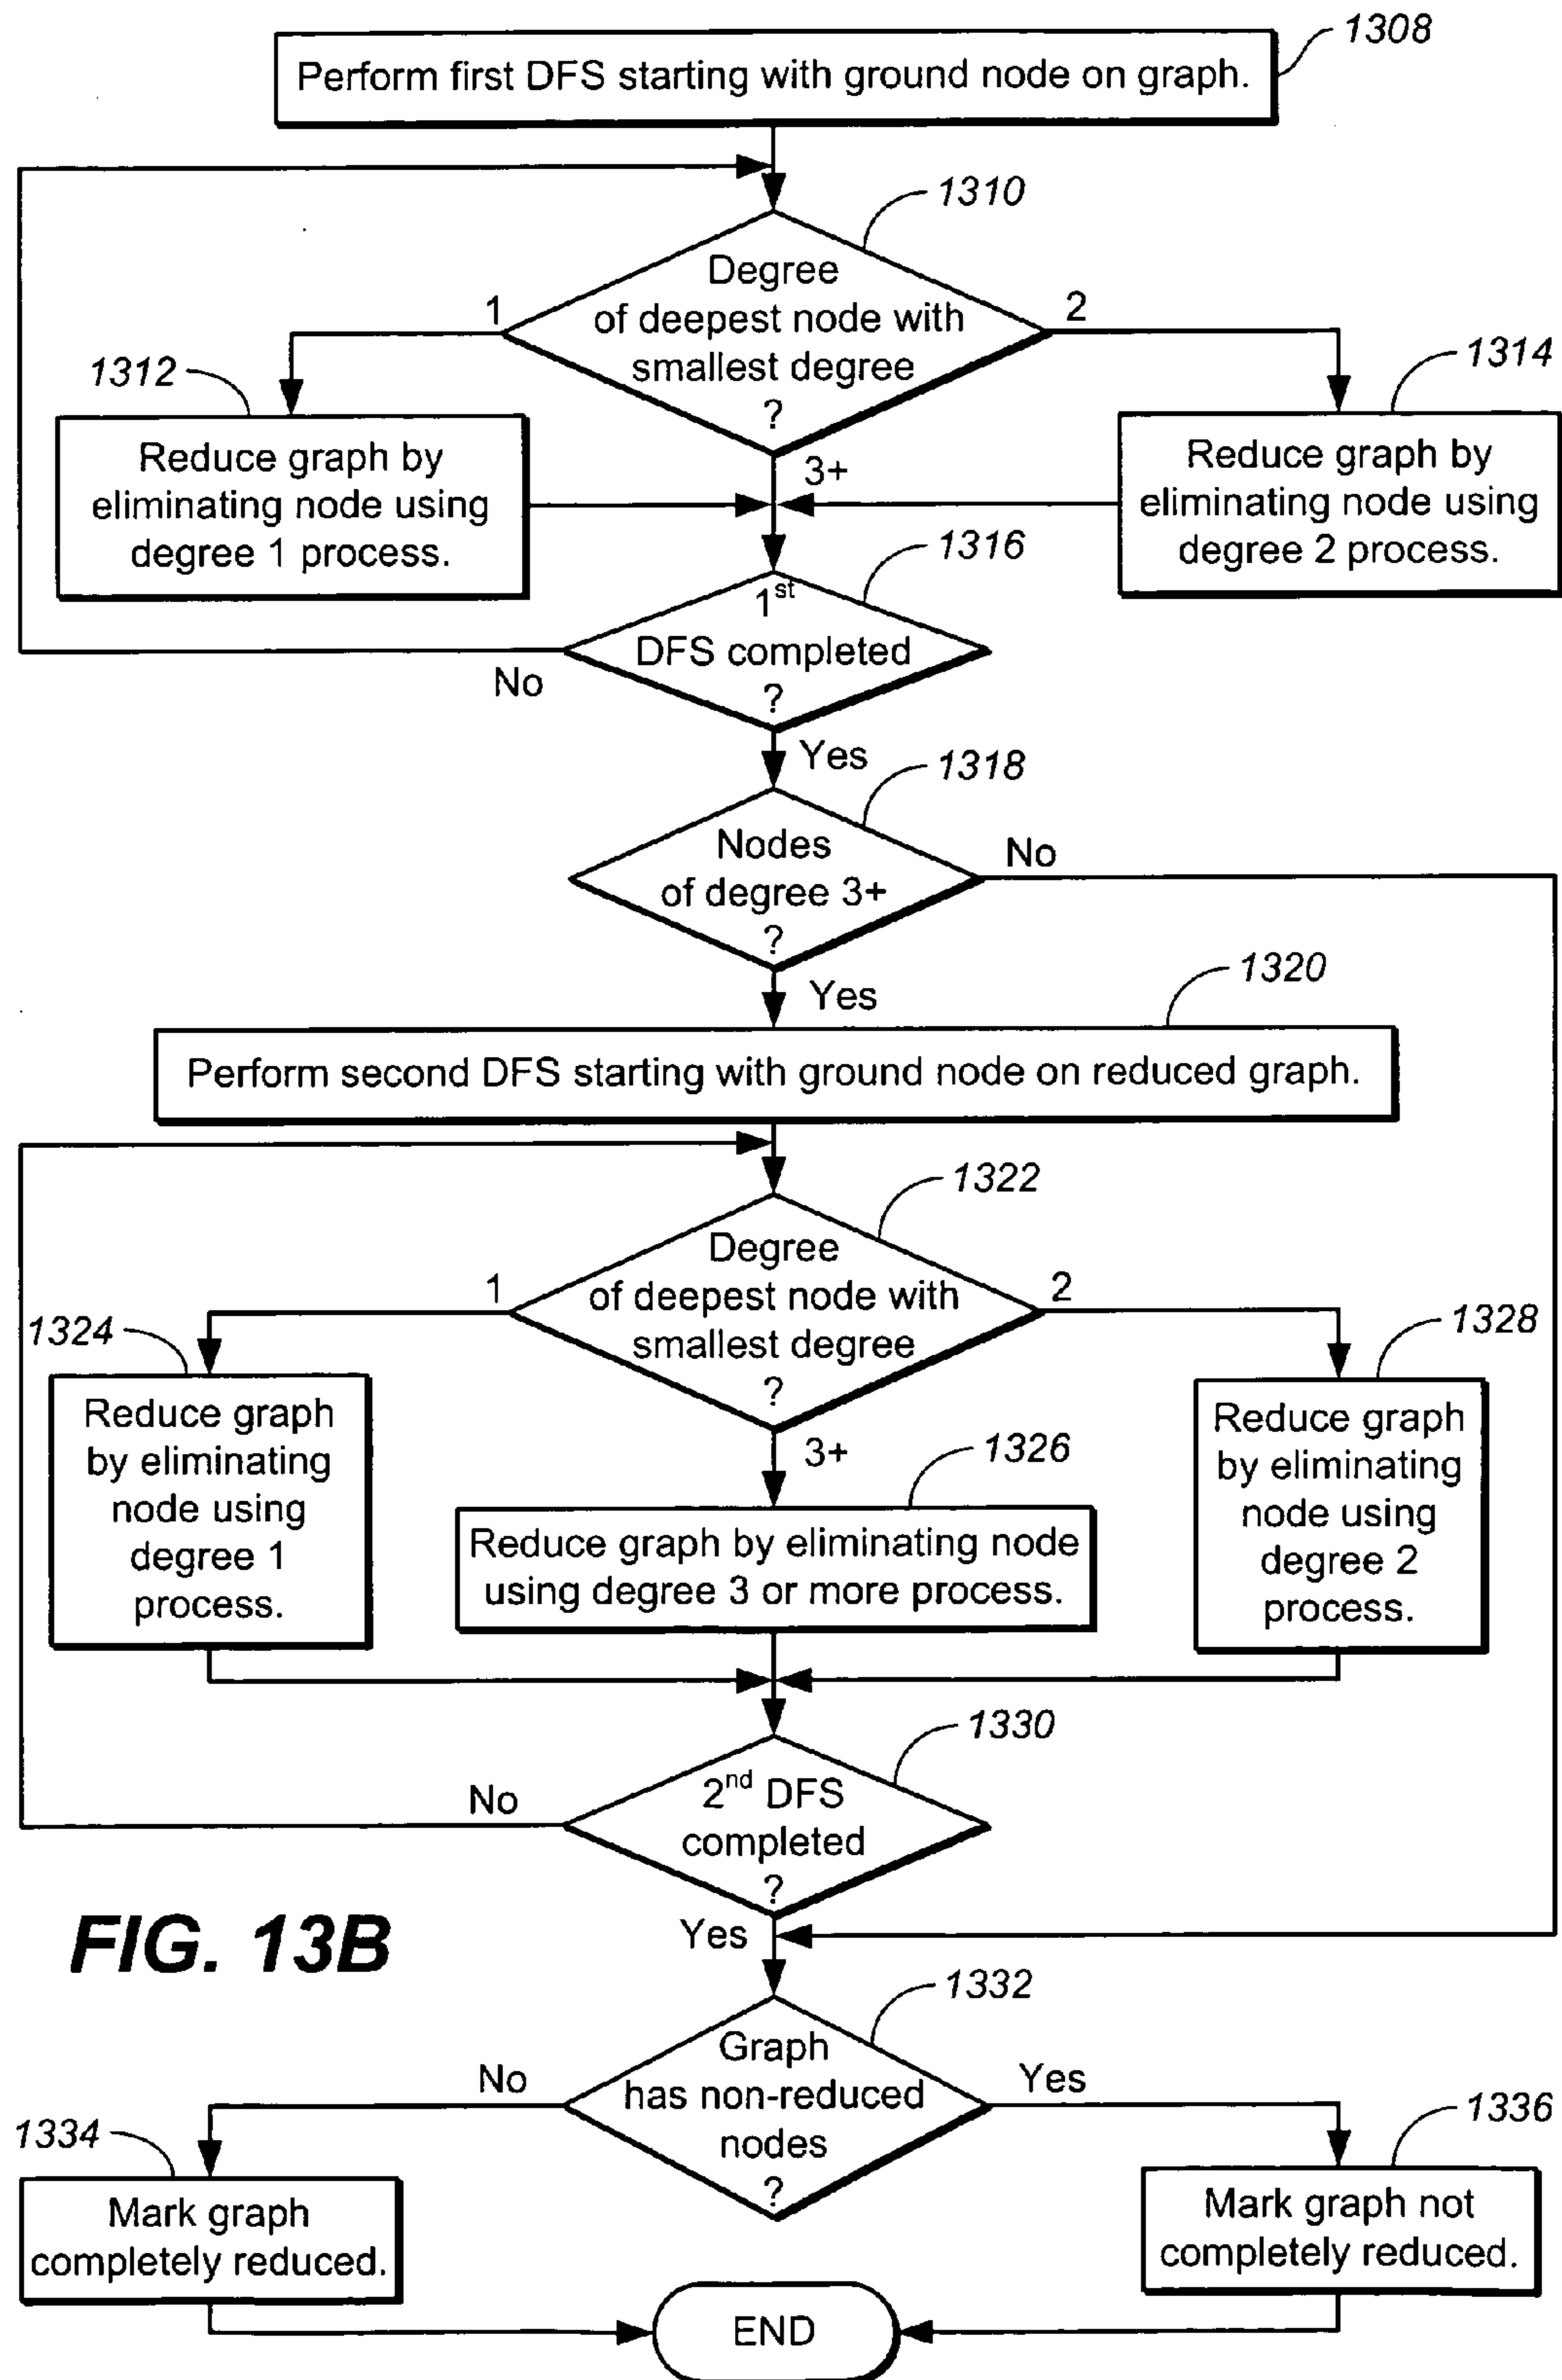 1308
Perform first DFS starting with ground node on graph.
1310
Degree
of deepest node with
smallest degree
?
1
2
3+
1312
Reduce graph by
eliminating node using
degree 1 process.
1314
Reduce graph by
eliminating node using
degree 2 process.
1316
1st
DFS completed
?
No
Yes
1318
Nodes
of degree 3+
?
No
Yes
1320
Perform second DFS starting with ground node on reduced graph.
1322
Degree
of deepest node with
smallest degree
?
1
2
3+
1324
Reduce graph
by eliminating
node using
degree 1
process.
1326
Reduce graph by eliminating node
using degree 3 or more process.
1328
Reduce graph
by eliminating
node using
degree 2
process.
1330
2nd DFS
completed
?
No
Yes
FIG. 13B
1332
Graph
has non-reduced
nodes
?
No
Yes
1334
Mark graph
completely reduced.
1336
Mark graph not
completely reduced.
END